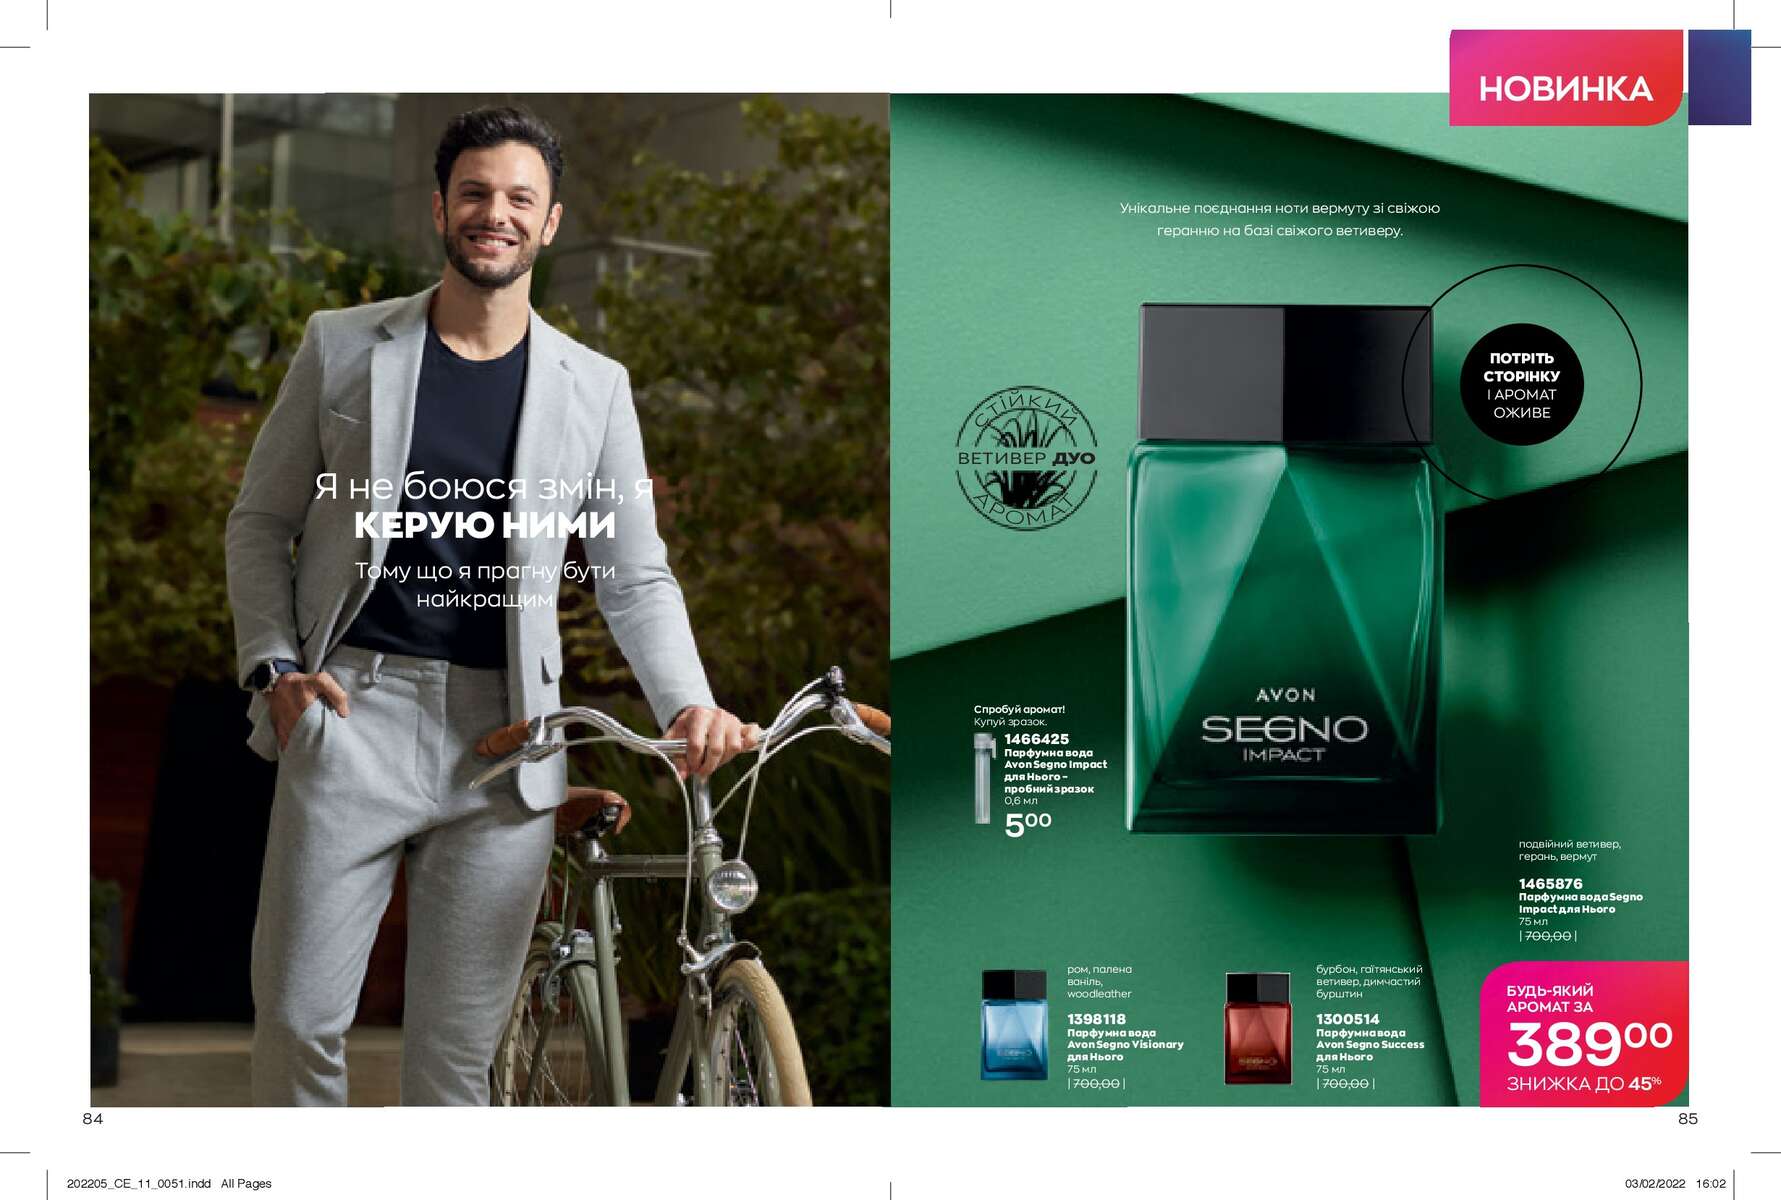 НОВИНКА
Я не боюся змін, я
КЕРУЮ НИМИ
Тому що я прагну бути
найкращим
Унікальне поєднання ноти вермуту зі свіжою
геранню на базі свіжого ветиверу.
ПОТРІТЬ
СТОРІНКУ
І АРОМАТ
ОЖИВЕ
СТІЙКИЙ
ВЕТИВЕР ДУО
АРОМАТ
AVON
SEGNO
IMPACT
Спробуй аромат!
Купуй зразок.
1466425
Парфумна вода
Avon Segno Impact
для Нього –
пробний зразок
0,6 мл
5⁰⁰
подвійний ветивер,
герань, вермут
1465876
Парфумна вода Segno
Impact для Нього
75 мл
| 700,00 |
ром, палена
ваніль,
woodleather
1398118
Парфумна вода
Avon Segno Visionary
для Нього
75 мл
| 700,00 |
SEGNO
бурбон, гаїтянський
ветивер, димчастий
бурштин
1300514
Парфумна вода
Avon Segno Success
для Нього
75 мл
| 700,00 |
SEGNO
БУДЬ-ЯКИЙ
АРОМАТ ЗА
389⁰⁰
ЗНИЖКА ДО 45%
84
85
202205_CE_11_0051.indd   All Pages
03/02/2022   16:02